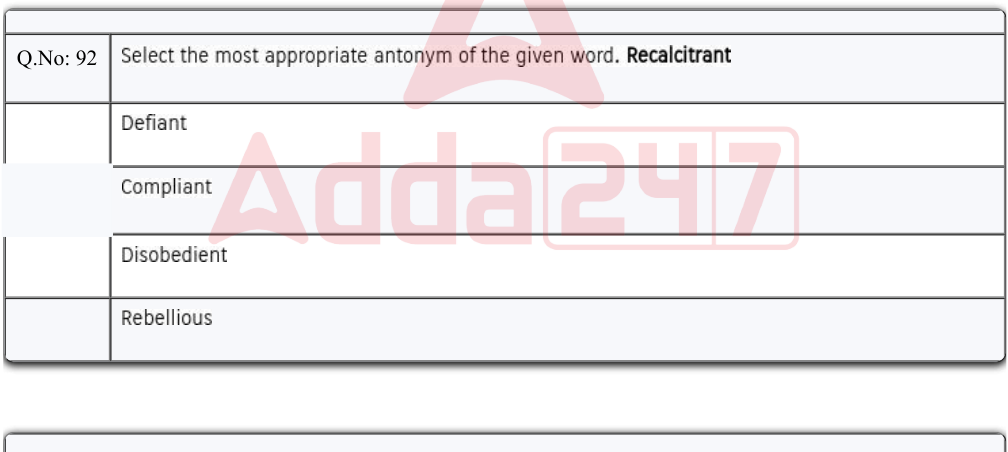 Q.No: 92 Select the most appropriate antonym of the given word. Recalcitrant
Defiant
Compliant
Disobedient
Rebellious
Adda247